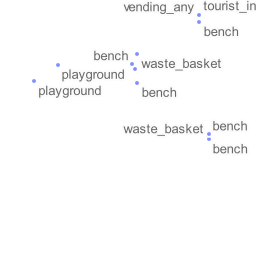 vending_any tourist_in
bench
bench waste_basket
playground
playground bench
waste_basket bench
bench